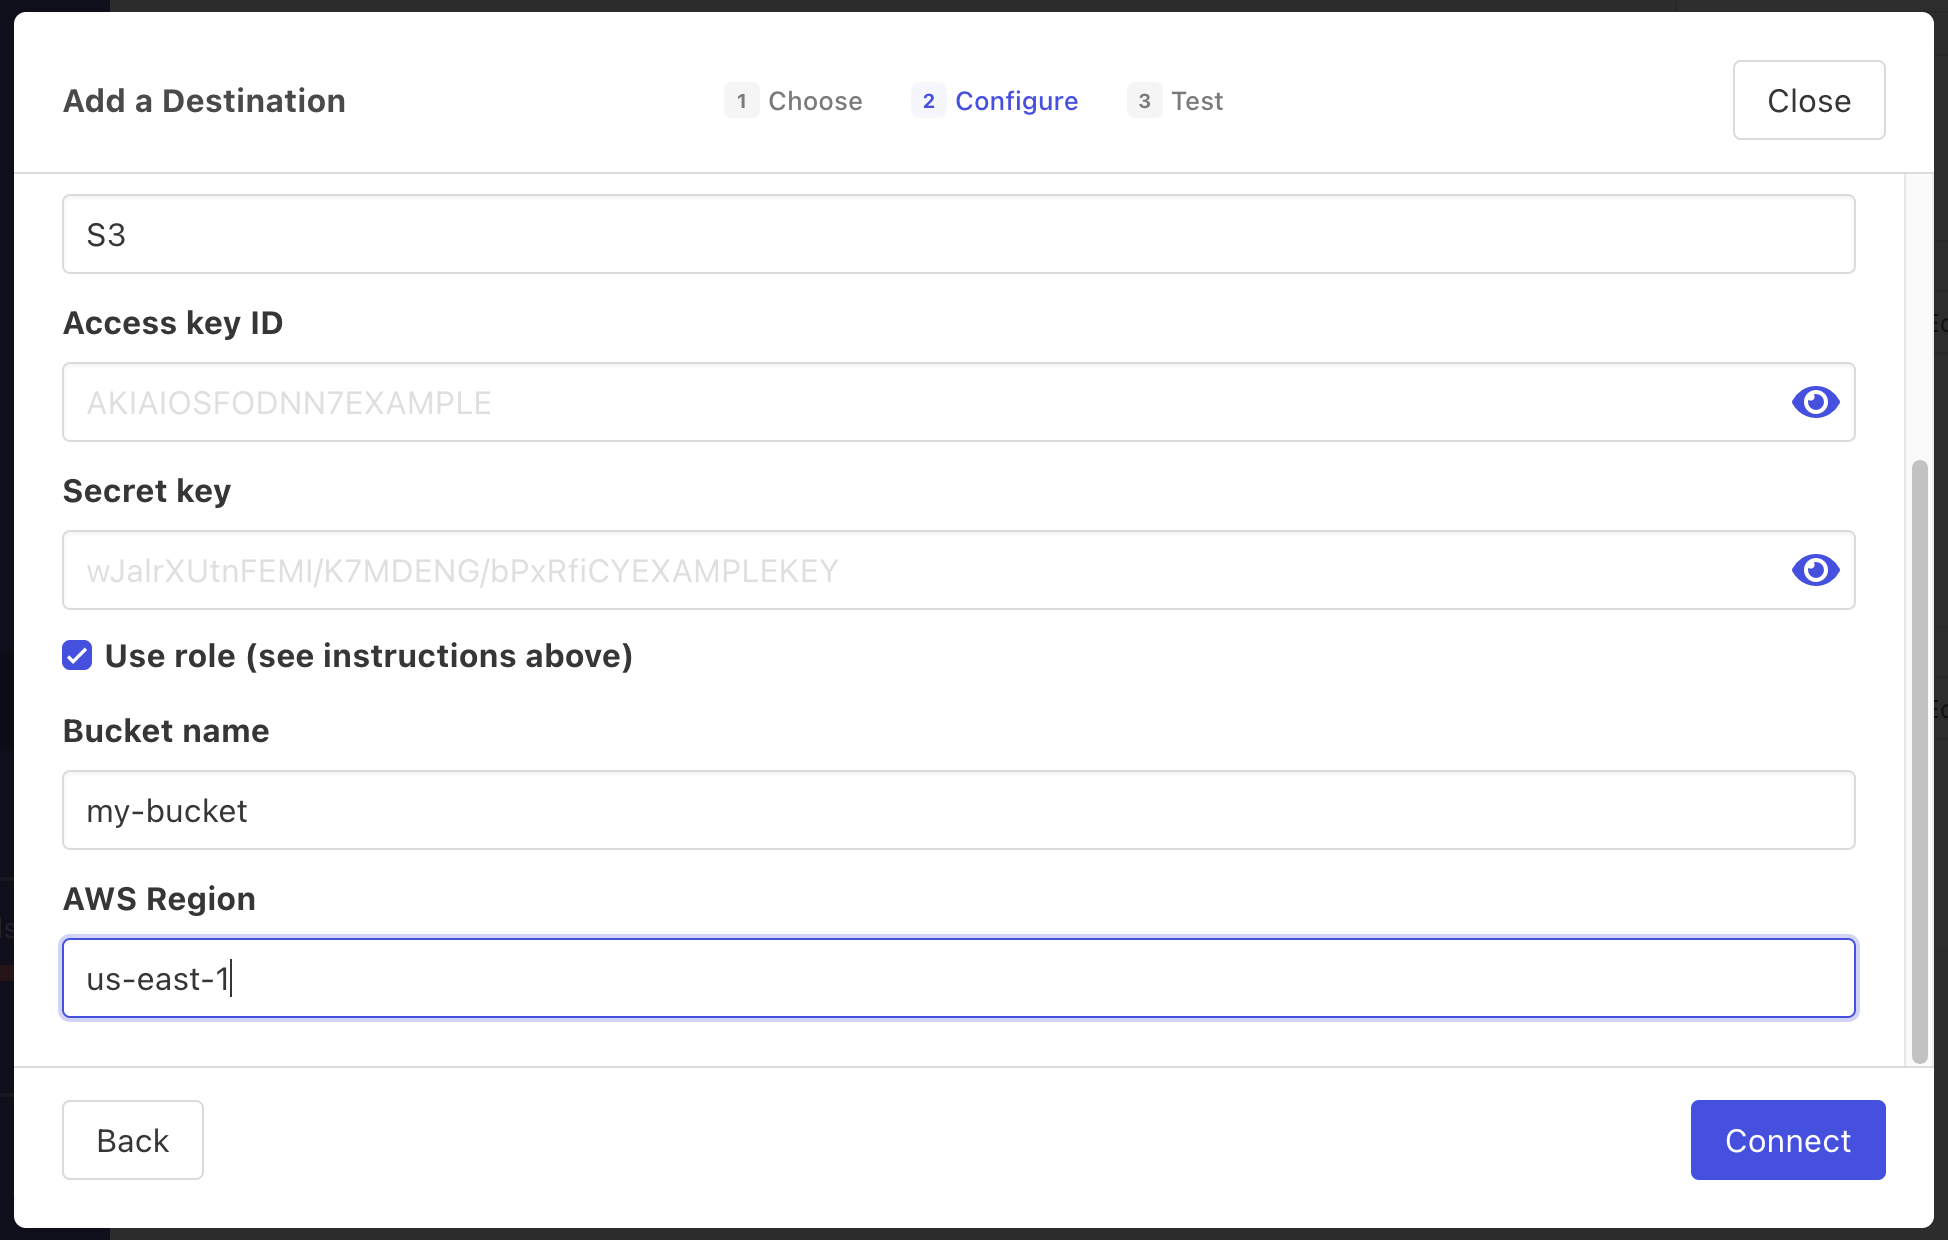 Add a Destination
1 Choose 2 Configure 3 Test
Close
S3
Access key ID
AKIAIOSFODNN7EXAMPLE
Secret key
wJalrXUtnFEMI/K7MDENG/bPxRfiCYEXAMPLEKEY
Use role (see instructions above)
Bucket name
my-bucket
AWS Region
us-east-1
Back
Connect